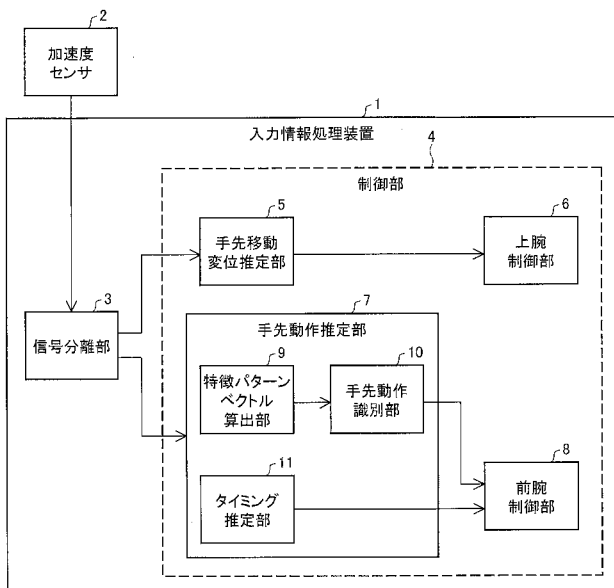 2
加速度
センサ
1
入力情報処理装置
4
制御部
5
手先移動
変位推定部
6
上腕
制御部
3
信号分離部
7
手先動作推定部
9
特徴パターン
ベクトル
算出部
10
手先動作
識別部
11
タイミング
推定部
8
前腕
制御部